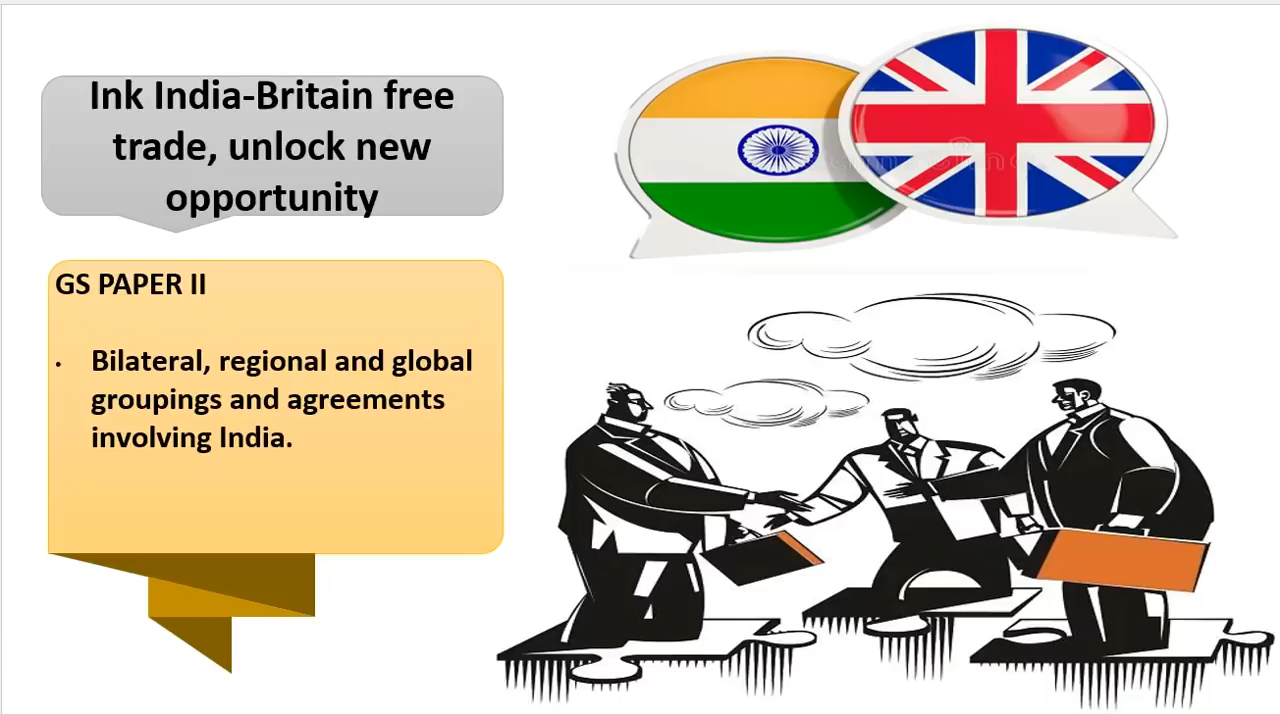 Ink India-Britain free
trade, unlock new
opportunity
GS PAPER II
• Bilateral, regional and global
groupings and agreements
involving India.